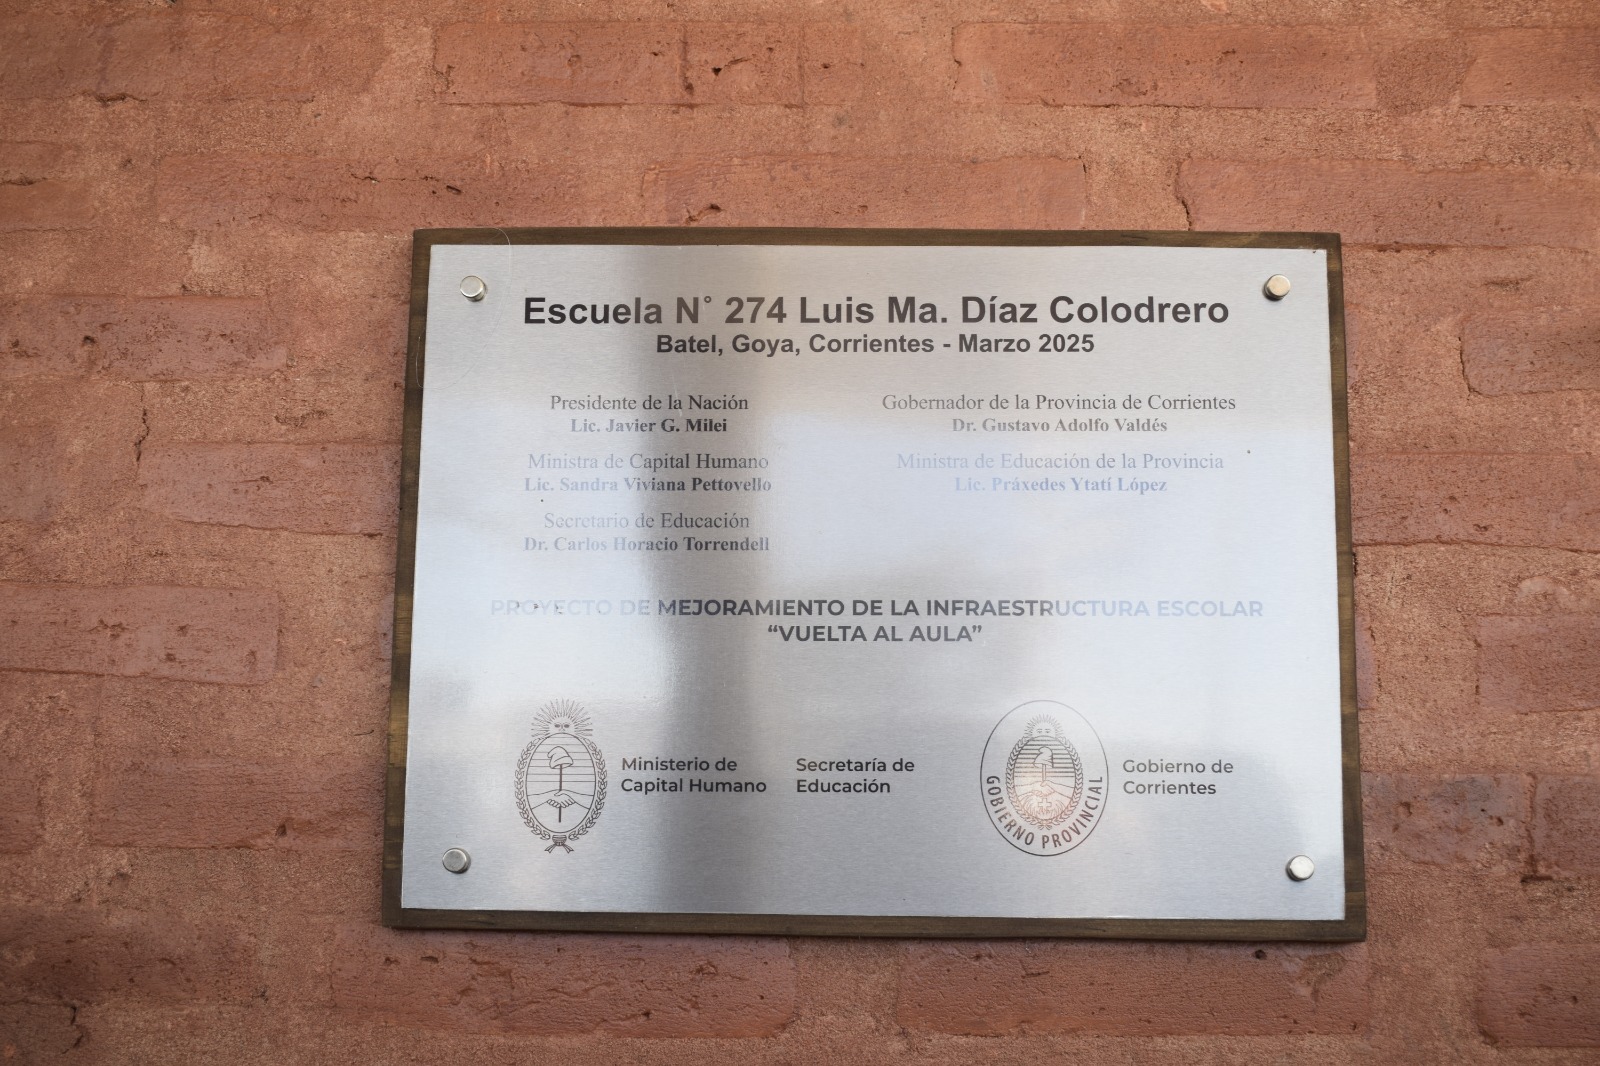 Escuela N° 274 Luis Ma. Díaz Colodrero
Batel, Goya, Corrientes - Marzo 2025
Presidente de la Nación
Lic. Javier G. Milei
Ministra de Capital Humano
Lic. Sandra Viviana Pettovello
Secretario de Educación
Dr. Carlos Horacio Torrendell
Gobernador de la Provincia de Corrientes
Dr. Gustavo Adolfo Valdés
Ministra de Educación de la Provincia
Lic. Práxedes Ytatí López
PROYECTO DE MEJORAMIENTO DE LA INFRAESTRUCTURA ESCOLAR
“VUELTA AL AULA”
Ministerio de
Capital Humano
Secretaría de
Educación
GOBIERNO PROVINCIAL
Gobierno de
Corrientes